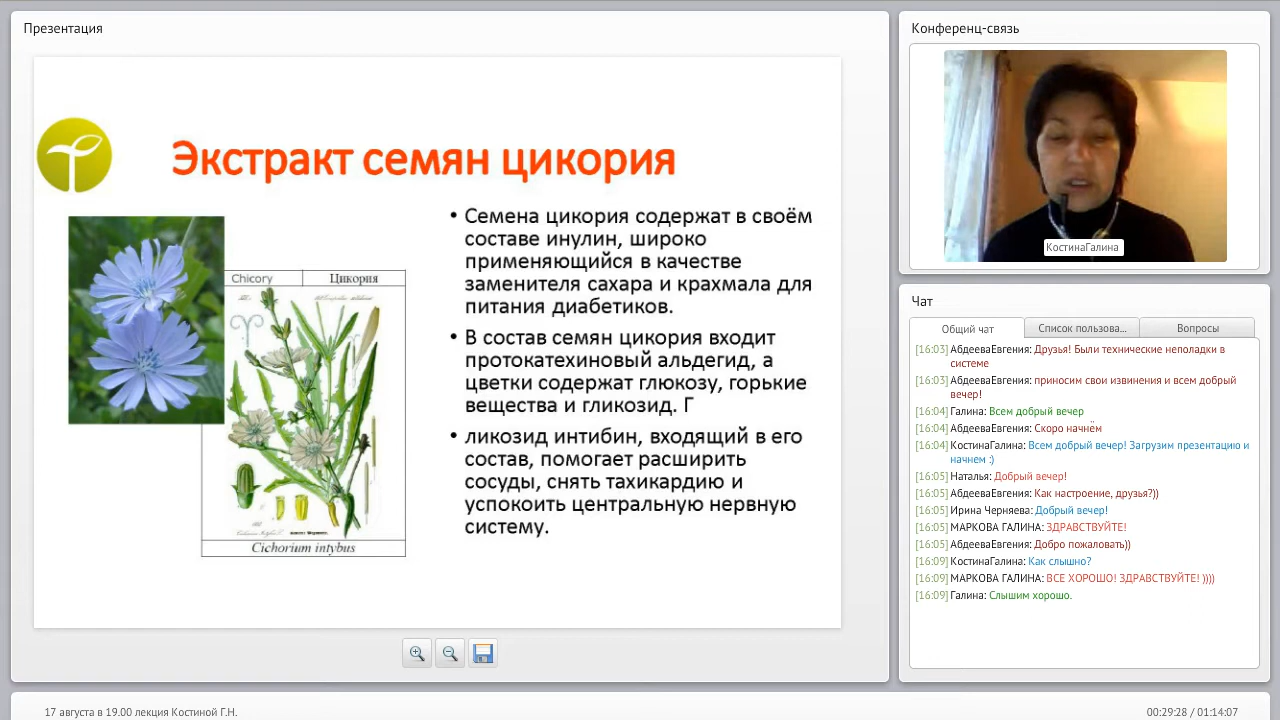 Презентация
Экстракт семян цикория
Chicory
Цикория
Cichorium intybus
• Семена цикория содержат в своём
составе инулин, широко
применяющийся в качестве
заменителя сахара и крахмала для
питания диабетиков.
• В состав семян цикория входит
протокатехиновый альдегид, а
цветки содержат глюкозу, горькие
вещества и гликозид. Г
• ликозид интибин, входящий в его
состав, помогает расширить
сосуды, снять тахикардию и
успокоить центральную нервную
систему.
Конференц-связь
КостинаГалина
Чат
Общий чат
Список пользова...
Вопросы
[16:03] АбдееваЕвгения: Друзья! Были технические неполадки в
системе
[16:03] АбдееваЕвгения: приносим свои извинения и всем добрый
вечер!
[16:04] Галина: Всем добрый вечер
[16:04] АбдееваЕвгения: Скоро начнём
[16:04] КостинаГалина: Всем добрый вечер! Загрузим презентацию и
начнем :)
[16:05] Наталья: Добрый вечер!
[16:05] АбдееваЕвгения: Как настроение, друзья?))
[16:05] Ирина Черняева: Добрый вечер!
[16:05] МАРКОВА ГАЛИНА: ЗДРАВСТВУЙТЕ!
[16:05] АбдееваЕвгения: Добро пожаловать))
[16:09] КостинаГалина: Как слышно?
[16:09] МАРКОВА ГАЛИНА: ВСЕ ХОРОШО! ЗДРАВСТВУЙТЕ! ))))
[16:09] Галина: Слышим хорошо.
17 августа в 19.00 лекция Костиной Г.Н.
00:29:28 / 01:14:07